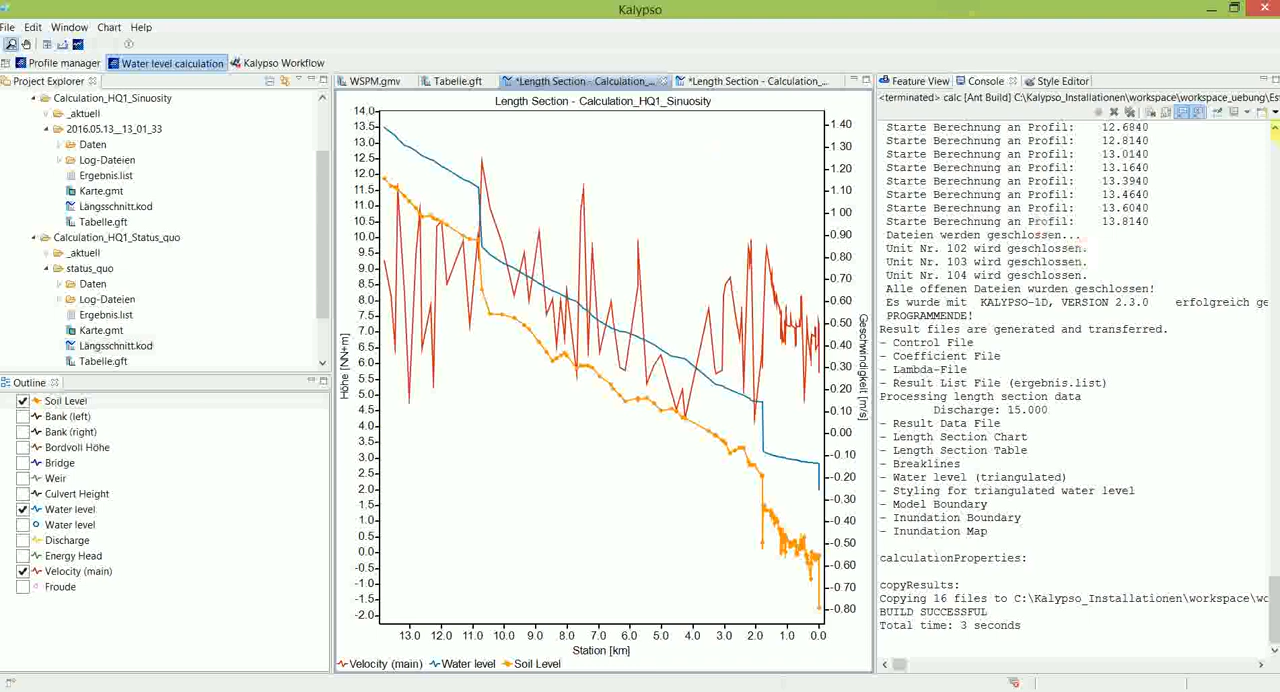 Kalypso
File Edit Window Chart Help
Profile manager Water level calculation Kalypso Workflow
Project Explorer
Calculation_HQ1_Sinuosity
_aktuell
2016.05.13__13_01_33
Daten
Log-Dateien
Ergebnis.list
Karte.gmt
Längsschnitt.kod
Tabelle.gft
Calculation_HQ1_Status_quo
_aktuell
status_quo
Daten
Log-Dateien
Ergebnis.list
Karte.gmt
Längsschnitt.kod
Tabelle.gft
Outline
Soil Level
Bank (left)
Bank (right)
Bordvoll Höhe
Bridge
Weir
Culvert Height
Water level
Water level
Discharge
Energy Head
Velocity (main)
Froude
WSPM.gmv Tabelle.gft *Length Section - Calculation_... *Length Section - Calculation_...
Length Section - Calculation_HQ1_Sinuosity
Höhe [NN+m]
14.0
13.5
13.0
12.5
12.0
11.5
11.0
10.5
10.0
9.5
9.0
8.5
8.0
7.5
7.0
6.5
6.0
5.5
5.0
4.5
4.0
3.5
3.0
2.5
2.0
1.5
1.0
0.5
0.0
-0.5
-1.0
-1.5
-2.0
1.40
1.30
1.20
1.10
1.00
0.90
0.80
0.70
0.60
0.50
0.40
0.30
0.20
0.10
0.00
-0.10
-0.20
-0.30
-0.40
-0.50
-0.60
-0.70
-0.80
Geschwindigkeit [m/s]
13.0 12.0 11.0 10.0 9.0 8.0 7.0 6.0 5.0 4.0 3.0 2.0 1.0 0.0
Station [km]
Velocity (main) Water level Soil Level
Feature View Console Style Editor
<terminated> calc [Ant Build] C:\Kalypso_Installationen\workspace\workspace_uebung\Es
Starte Berechnung an Profil: 12.6840
Starte Berechnung an Profil: 12.8140
Starte Berechnung an Profil: 13.0140
Starte Berechnung an Profil: 13.1640
Starte Berechnung an Profil: 13.3940
Starte Berechnung an Profil: 13.4640
Starte Berechnung an Profil: 13.6040
Starte Berechnung an Profil: 13.8140
Dateien werden geschlossen...
Unit Nr. 102 wird geschlossen.
Unit Nr. 103 wird geschlossen.
Unit Nr. 104 wird geschlossen.
Alle offenen Dateien wurden geschlossen!
Es wurde mit KALYPSO-1D, VERSION 2.3.0 erfolgreich ge
PROGRAMMENDE!
Result files are generated and transferred.
- Control File
- Coefficient File
- Lambda-File
- Result List File (ergebnis.list)
Processing length section data
Discharge: 15.000
- Result Data File
- Length Section Chart
- Length Section Table
- Breaklines
- Water level (triangulated)
- Styling for triangulated water level
- Model Boundary
- Inundation Boundary
- Inundation Map
calculationProperties:
copyResults:
Copying 16 files to C:\Kalypso_Installationen\workspace\wo
BUILD SUCCESSFUL
Total time: 3 seconds